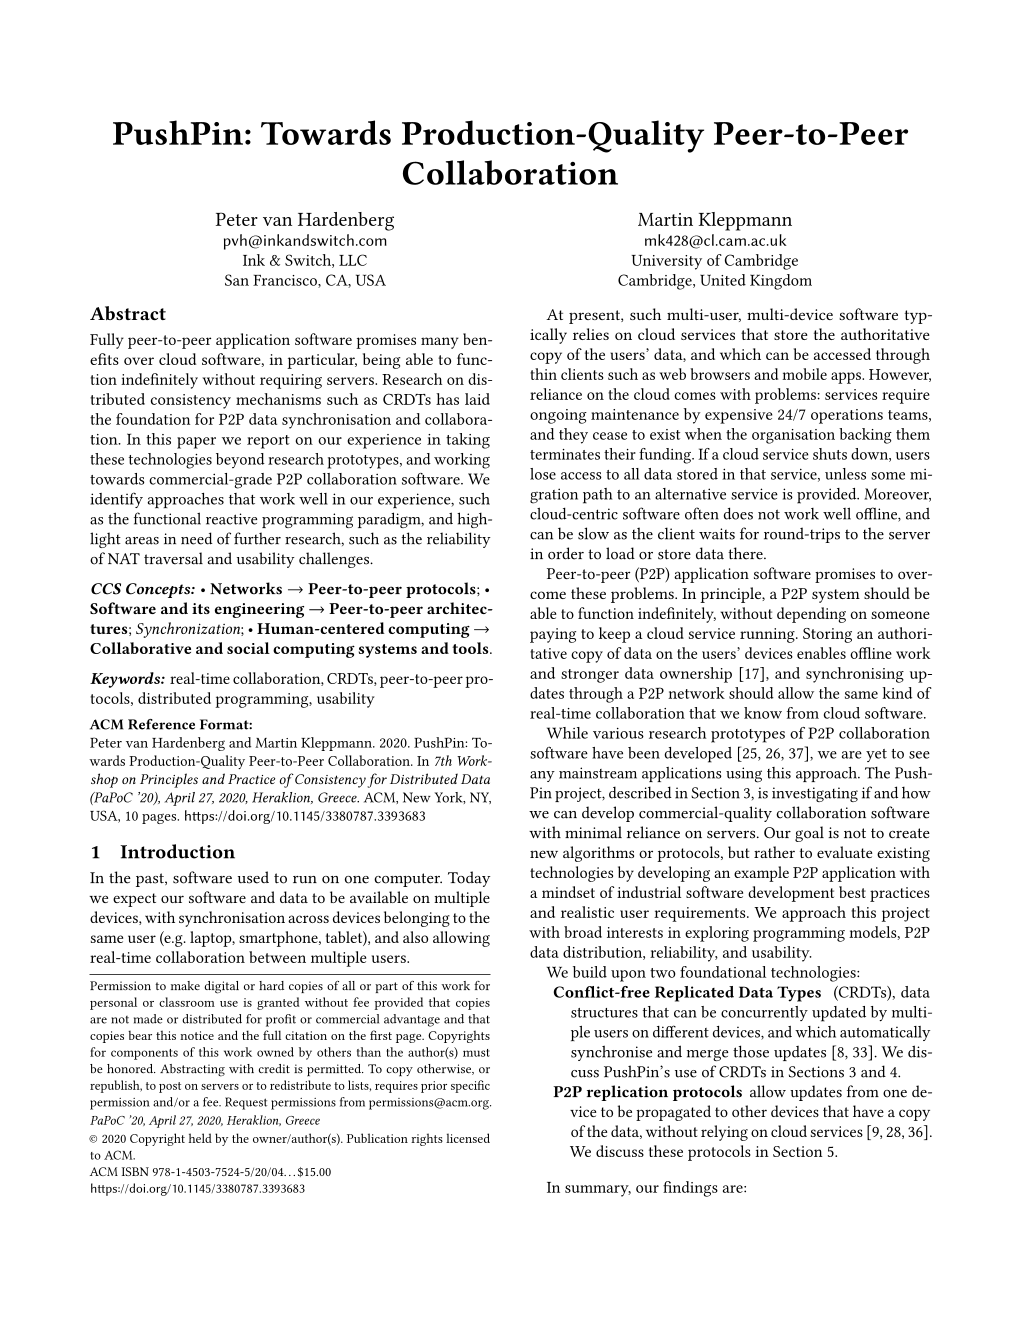 PushPin: Towards Production-Quality Peer-to-Peer
Collaboration
Peter van Hardenberg
pvh@inkandswitch.com
Ink & Switch, LLC
San Francisco, CA, USA
Martin Kleppmann
mk428@cl.cam.ac.uk
University of Cambridge
Cambridge, United Kingdom
Abstract
Fully peer-to-peer application software promises many ben-
efits over cloud software, in particular, being able to func-
tion indefinitely without requiring servers. Research on dis-
tributed consistency mechanisms such as CRDTs has laid
the foundation for P2P data synchronisation and collabora-
tion. In this paper we report on our experience in taking
these technologies beyond research prototypes, and working
towards commercial-grade P2P collaboration software. We
identify approaches that work well in our experience, such
as the functional reactive programming paradigm, and high-
light areas in need of further research, such as the reliability
of NAT traversal and usability challenges.
CCS Concepts: • Networks → Peer-to-peer protocols; •
Software and its engineering → Peer-to-peer architec-
tures; Synchronization; • Human-centered computing →
Collaborative and social computing systems and tools.
Keywords: real-time collaboration, CRDTs, peer-to-peer pro-
tocols, distributed programming, usability
ACM Reference Format:
Peter van Hardenberg and Martin Kleppmann. 2020. PushPin: To-
wards Production-Quality Peer-to-Peer Collaboration. In 7th Work-
shop on Principles and Practice of Consistency for Distributed Data
(PaPoC ’20), April 27, 2020, Heraklion, Greece. ACM, New York, NY,
USA, 10 pages. https://doi.org/10.1145/3380787.3393683
1 Introduction
In the past, software used to run on one computer. Today
we expect our software and data to be available on multiple
devices, with synchronisation across devices belonging to the
same user (e.g. laptop, smartphone, tablet), and also allowing
real-time collaboration between multiple users.
Permission to make digital or hard copies of all or part of this work for
personal or classroom use is granted without fee provided that copies
are not made or distributed for profit or commercial advantage and that
copies bear this notice and the full citation on the first page. Copyrights
for components of this work owned by others than the author(s) must
be honored. Abstracting with credit is permitted. To copy otherwise, or
republish, to post on servers or to redistribute to lists, requires prior specific
permission and/or a fee. Request permissions from permissions@acm.org.
PaPoC ’20, April 27, 2020, Heraklion, Greece
© 2020 Copyright held by the owner/author(s). Publication rights licensed
to ACM.
ACM ISBN 978-1-4503-7524-5/20/04…$15.00
https://doi.org/10.1145/3380787.3393683
At present, such multi-user, multi-device software typ-
ically relies on cloud services that store the authoritative
copy of the users’ data, and which can be accessed through
thin clients such as web browsers and mobile apps. However,
reliance on the cloud comes with problems: services require
ongoing maintenance by expensive 24/7 operations teams,
and they cease to exist when the organisation backing them
terminates their funding. If a cloud service shuts down, users
lose access to all data stored in that service, unless some mi-
gration path to an alternative service is provided. Moreover,
cloud-centric software often does not work well offline, and
can be slow as the client waits for round-trips to the server
in order to load or store data there.
Peer-to-peer (P2P) application software promises to over-
come these problems. In principle, a P2P system should be
able to function indefinitely, without depending on someone
paying to keep a cloud service running. Storing an authori-
tative copy of data on the users’ devices enables offline work
and stronger data ownership [17], and synchronising up-
dates through a P2P network should allow the same kind of
real-time collaboration that we know from cloud software.
While various research prototypes of P2P collaboration
software have been developed [25, 26, 37], we are yet to see
any mainstream applications using this approach. The Push-
Pin project, described in Section 3, is investigating if and how
we can develop commercial-quality collaboration software
with minimal reliance on servers. Our goal is not to create
new algorithms or protocols, but rather to evaluate existing
technologies by developing an example P2P application with
a mindset of industrial software development best practices
and realistic user requirements. We approach this project
with broad interests in exploring programming models, P2P
data distribution, reliability, and usability.
We build upon two foundational technologies:
Conflict-free Replicated Data Types (CRDTs), data
structures that can be concurrently updated by multi-
ple users on different devices, and which automatically
synchronise and merge those updates [8, 33]. We dis-
cuss PushPin’s use of CRDTs in Sections 3 and 4.
P2P replication protocols allow updates from one de-
vice to be propagated to other devices that have a copy
of the data, without relying on cloud services [9, 28, 36].
We discuss these protocols in Section 5.
In summary, our findings are: